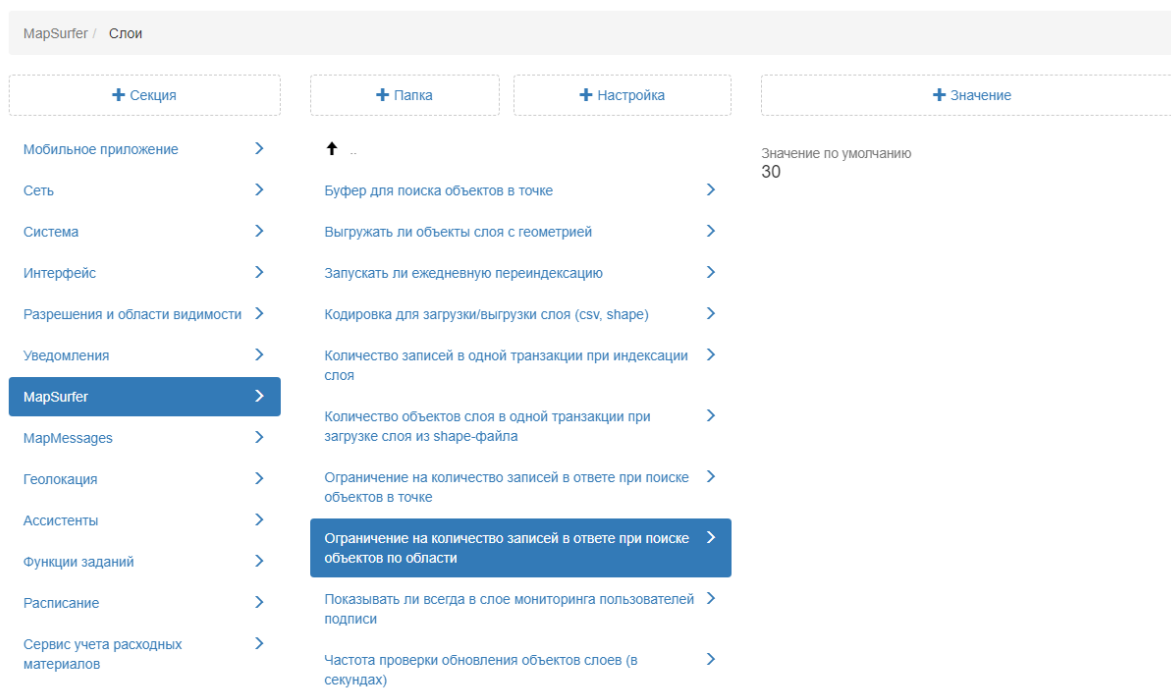 MapSurfer / Слои
+ Секция
Мобильное приложение
Сеть
Система
Интерфейс
Разрешения и области видимости
Уведомления
MapSurfer
MapMessages
Геолокация
Ассистенты
Функции заданий
Расписание
Сервис учета расходных
материалов
+ Папка
+ Настройка
..
Буфер для поиска объектов в точке
Выгружать ли объекты слоя с геометрией
Запускать ли ежедневную переиндексацию
Кодировка для загрузки/выгрузки слоя (csv, shape)
Количество записей в одной транзакции при индексации
слоя
Количество объектов слоя в одной транзакции при
загрузке слоя из shape-файла
Ограничение на количество записей в ответе при поиске
объектов в точке
Ограничение на количество записей в ответе при поиске
объектов по области
Показывать ли всегда в слое мониторинга пользователей
подписи
Частота проверки обновления объектов слоев (в
секундах)
+ Значение
Значение по умолчанию
30